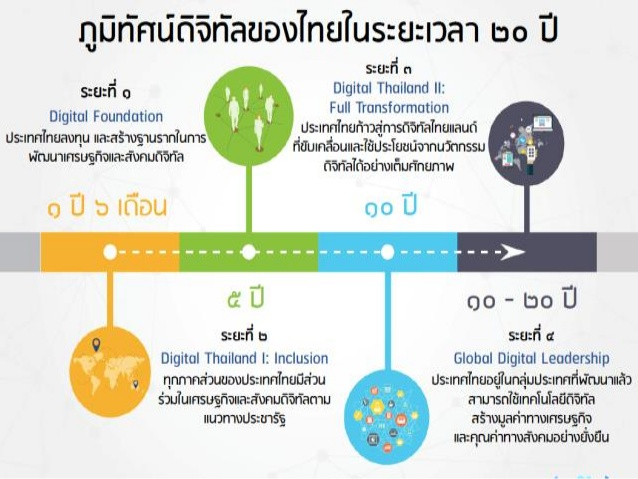 ภูมิทัศน์ดิจิทัลของไทยในระยะเวลา ๒๐ ปี
ระยะที่ ๑
Digital Foundation
ประเทศไทยลงทุน และสร้างฐานรากในการ
พัฒนาเศรษฐกิจและสังคมดิจิทัล
๑ ปี ๖ เดือน
ระยะที่ ๓
Digital Thailand II:
Full Transformation
ประเทศไทยก้าวสู่การดิจิทัลไทยแลนด์
ที่ขับเคลื่อนและใช้ประโยชน์จากนวัตกรรม
ดิจิทัลได้อย่างเต็มศักยภาพ
๑๐ ปี
๕ ปี
ระยะที่ ๒
Digital Thailand I: Inclusion
ทุกภาคส่วนของประเทศไทยมีส่วน
ร่วมในเศรษฐกิจและสังคมดิจิทัลตาม
แนวทางประชารัฐ
๑๐ - ๒๐ ปี
ระยะที่ ๔
Global Digital Leadership
ประเทศไทยอยู่ในกลุ่มประเทศที่พัฒนาแล้ว
สามารถใช้เทคโนโลยีดิจิทัล
สร้างมูลค่าทางเศรษฐกิจ
และคุณค่าทางสังคมอย่างยั่งยืน